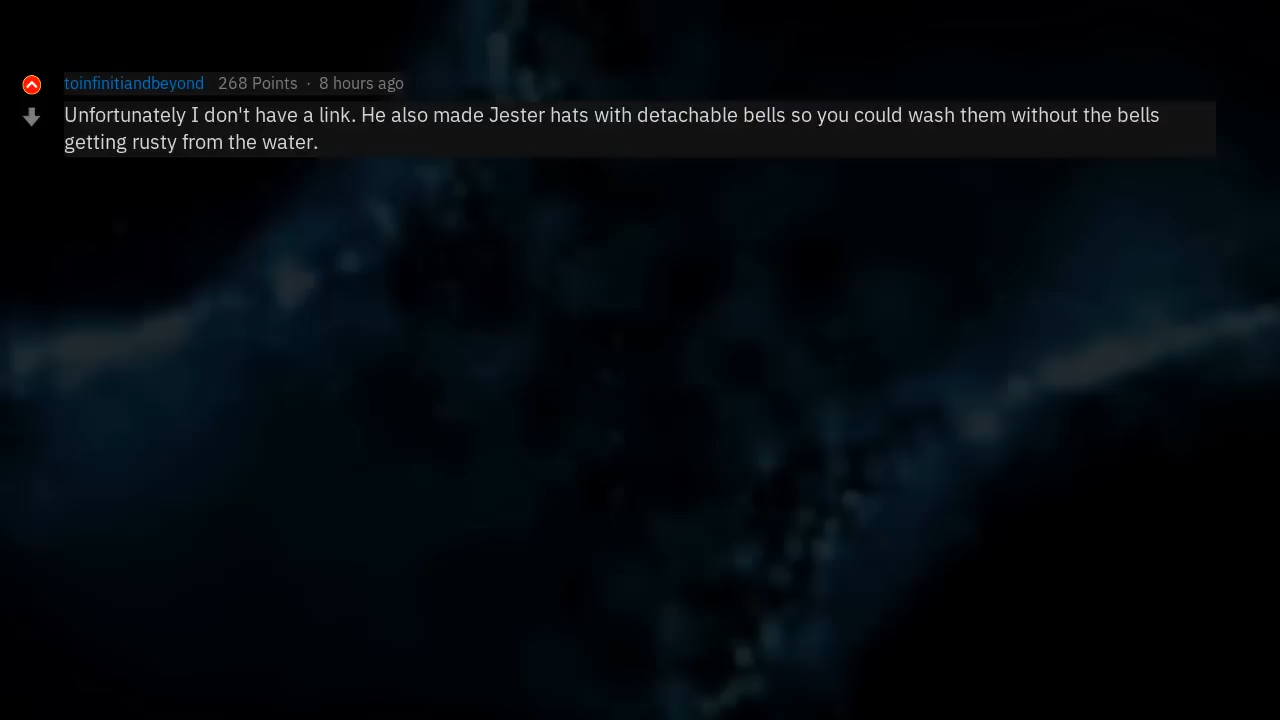 toinfinitiandbeyond 268 Points · 8 hours ago
Unfortunately I don't have a link. He also made Jester hats with detachable bells so you could wash them without the bells
getting rusty from the water.